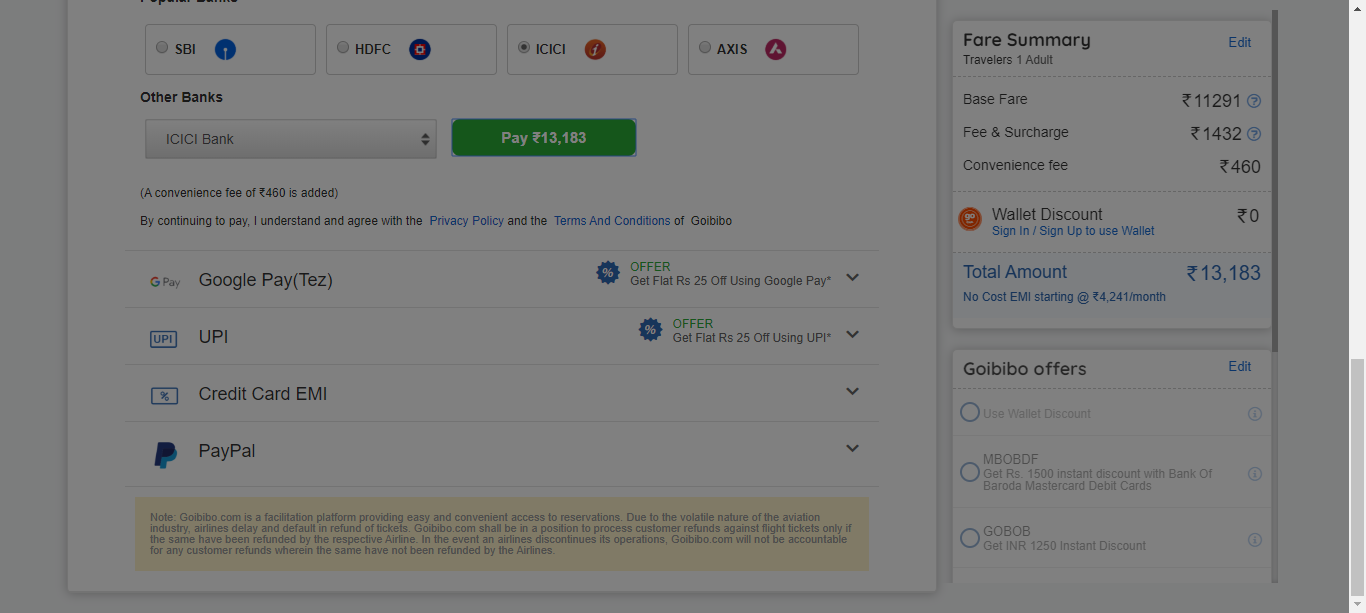 Popular Banks
SBI
HDFC
ICICI
AXIS
Other Banks
ICICI Bank
Pay ₹13,183
(A convenience fee of ₹460 is added)
By continuing to pay, I understand and agree with the Privacy Policy and the Terms And Conditions of Goibibo
G Pay Google Pay(Tez)
% OFFER
Get Flat Rs 25 Off Using Google Pay*
UPI UPI
% OFFER
Get Flat Rs 25 Off Using UPI*
% Credit Card EMI
PayPal
Note: Goibibo.com is a facilitation platform providing easy and convenient access to reservations. Due to the volatile nature of the aviation
industry, airlines delay and default in refund of tickets. Goibibo.com shall be in a position to process customer refunds against flight tickets only if
the same have been refunded by the respective Airline. In the event an airlines discontinues its operations, Goibibo.com will not be accountable
for any customer refunds wherein the same have not been refunded by the Airlines.
Fare Summary Edit
Travelers 1 Adult
Base Fare ₹11291 ?
Fee & Surcharge ₹1432 ?
Convenience fee ₹460
go Wallet Discount ₹0
Sign In / Sign Up to use Wallet
Total Amount ₹13,183
No Cost EMI starting @ ₹4,241/month
Goibibo offers Edit
Use Wallet Discount
MBOBDF
Get Rs. 1500 instant discount with Bank Of
Baroda Mastercard Debit Cards
GOBOB
Get INR 1250 Instant Discount